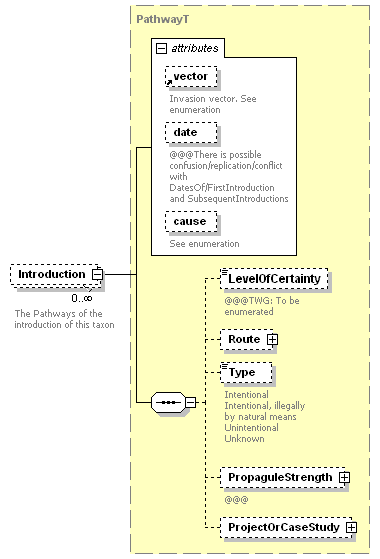 PathwayT
attributes
vector
Invasion vector. See
enumeration
date
@@@There is possible
confusion/replication/conflict
with
DatesOf/FirstIntroduction
and SubsequentIntroductions
cause
See enumeration
Introduction
0..∞
The Pathways of the
introduction of this taxon
LevelOfCertainty
@@@TWG: To be
enumerated
Route
Type
Intentional
Intentional, illegally
by natural means
Unintentional
Unknown
PropaguleStrength
@@@
ProjectOrCaseStudy